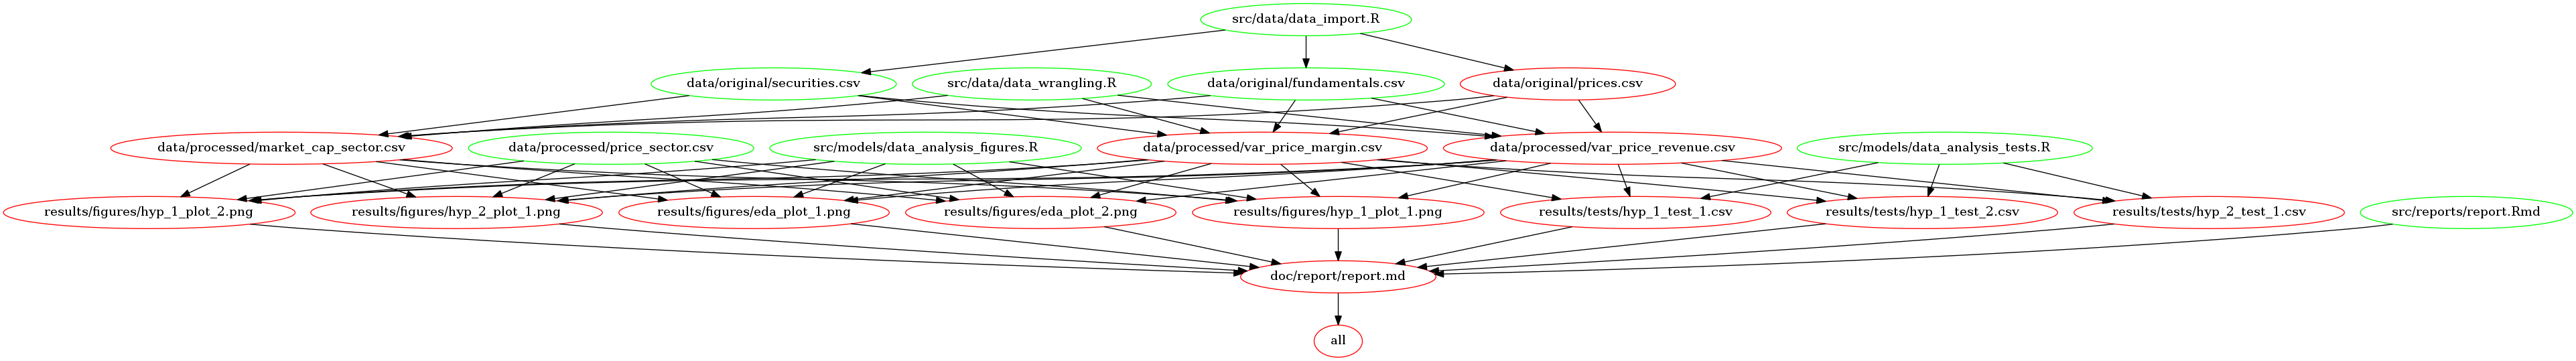 src/data/data_import.R
data/original/securities.csv
src/data/data_wrangling.R
data/original/fundamentals.csv
data/original/prices.csv
data/processed/market_cap_sector.csv
data/processed/price_sector.csv
src/models/data_analysis_figures.R
data/processed/var_price_margin.csv
data/processed/var_price_revenue.csv
src/models/data_analysis_tests.R
results/figures/hyp_1_plot_2.png
results/figures/hyp_2_plot_1.png
results/figures/eda_plot_1.png
results/figures/eda_plot_2.png
results/figures/hyp_1_plot_1.png
results/tests/hyp_1_test_1.csv
results/tests/hyp_1_test_2.csv
results/tests/hyp_2_test_1.csv
src/reports/report.Rmd
doc/report/report.md
all